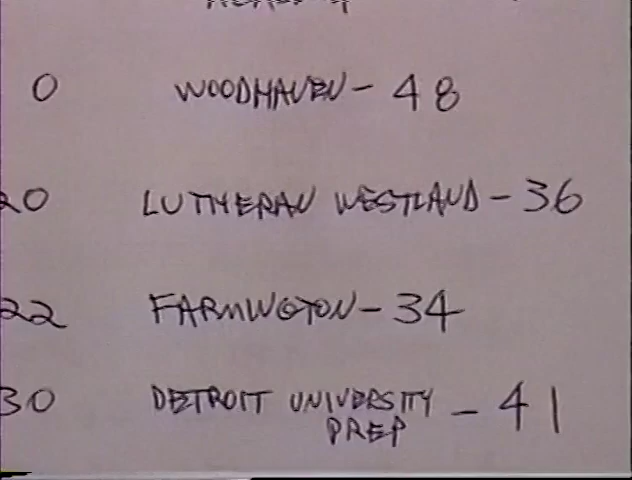 0 WOODHAVEN - 48
20 LUTHERAN WESTLAND - 36
22 FARMINGTON - 34
30 DETROIT UNIVERSITY - 41
PREP